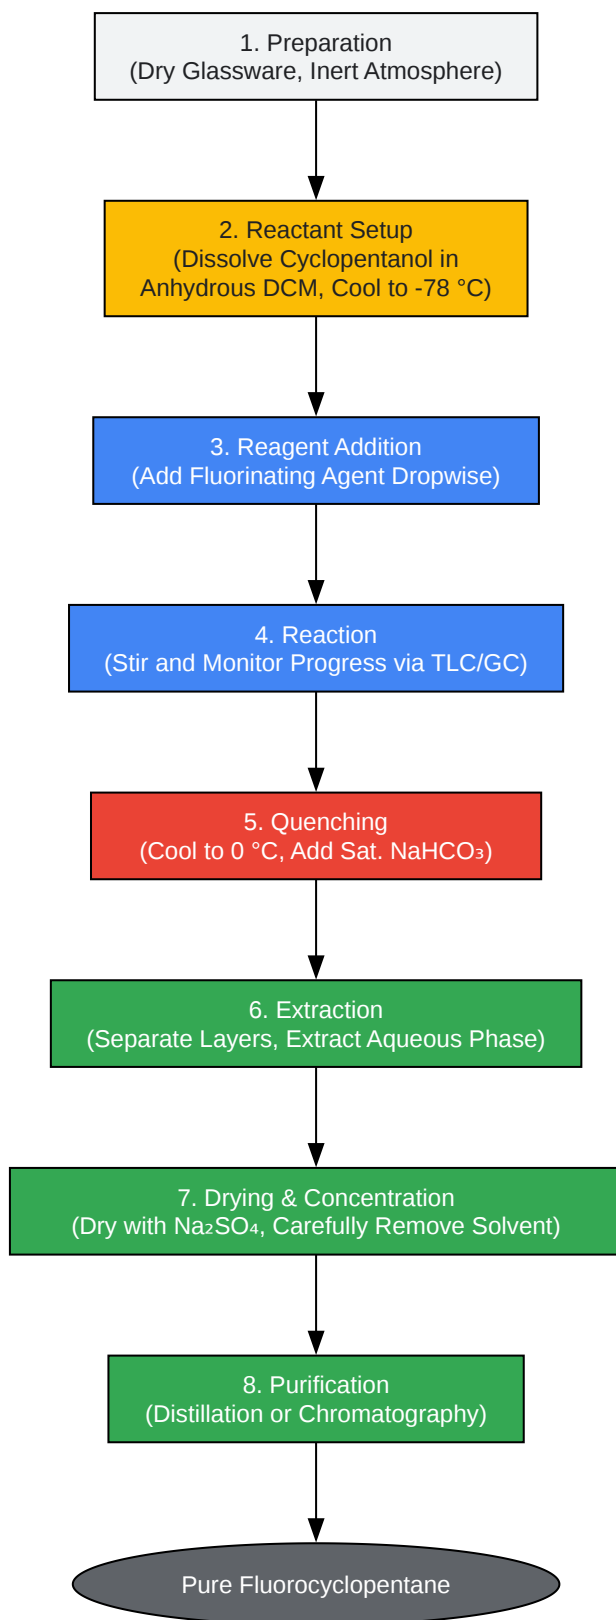 1. Preparation
(Dry Glassware, Inert Atmosphere)
2. Reactant Setup
(Dissolve Cyclopentanol in
Anhydrous DCM, Cool to -78 °C)
3. Reagent Addition
(Add Fluorinating Agent Dropwise)
4. Reaction
(Stir and Monitor Progress via TLC/GC)
5. Quenching
(Cool to 0 °C, Add Sat. NaHCO₃)
6. Extraction
(Separate Layers, Extract Aqueous Phase)
7. Drying & Concentration
(Dry with Na₂SO₄, Carefully Remove Solvent)
8. Purification
(Distillation or Chromatography)
Pure Fluorocyclopentane